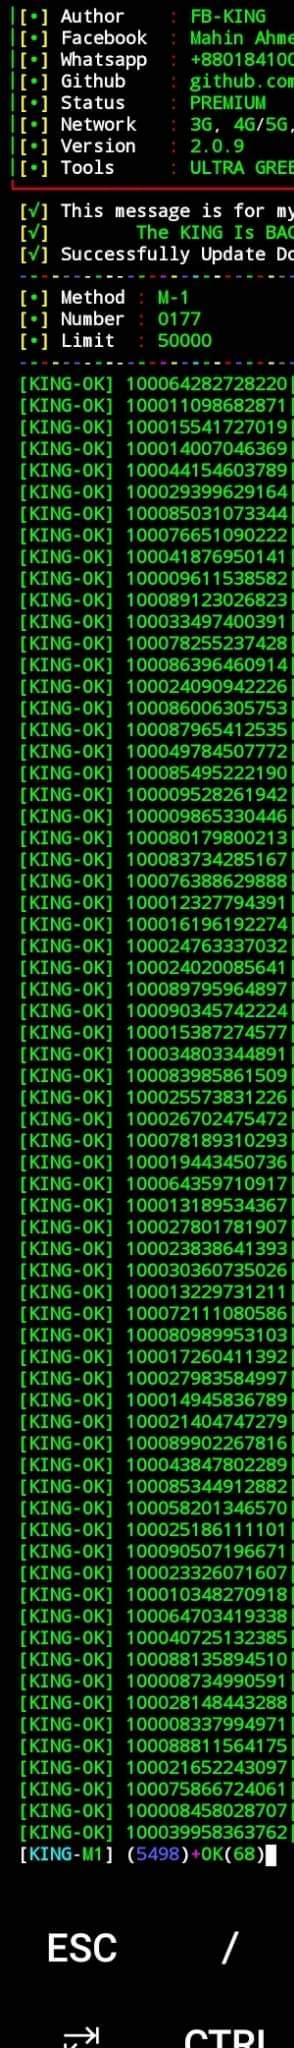 [•] Author : FB-KING
[•] Facebook : Mahin Ahme
[•] Whatsapp : +880184100
[•] Github : github.com
[•] Status : PREMIUM
[•] Network : 3G, 4G/5G,
[•] Version : 2.0.9
[•] Tools : ULTRA GREE
[√] This message is for my
[√] The KING Is BAC
[√] Successfully Update Do
[•] Method : M-1
[•] Number : 0177
[•] Limit : 50000
[KING-OK] 100064282728220|
[KING-OK] 100011098682871|
[KING-OK] 100015541727019|
[KING-OK] 100014007046369|
[KING-OK] 100044154603789|
[KING-OK] 100029399629164|
[KING-OK] 100085031073344|
[KING-OK] 100076651090222|
[KING-OK] 100041876950141|
[KING-OK] 100009611538582|
[KING-OK] 100089123026823|
[KING-OK] 100033497400391|
[KING-OK] 100078255237428|
[KING-OK] 100086396460914|
[KING-OK] 100024090942226|
[KING-OK] 100086006305753|
[KING-OK] 100087965412535|
[KING-OK] 100049784507772|
[KING-OK] 100085495222190|
[KING-OK] 100009528261942|
[KING-OK] 100009865330446|
[KING-OK] 100080179800213|
[KING-OK] 100083734285167|
[KING-OK] 100076388629888|
[KING-OK] 100012327794391|
[KING-OK] 100016196192274|
[KING-OK] 100024763337032|
[KING-OK] 100024020085641|
[KING-OK] 100089795964897|
[KING-OK] 100090345742224|
[KING-OK] 100015387274577|
[KING-OK] 100034803344891|
[KING-OK] 100083985861509|
[KING-OK] 100025573831226|
[KING-OK] 100026702475472|
[KING-OK] 100078189310293|
[KING-OK] 100019443450736|
[KING-OK] 100064359710917|
[KING-OK] 100013189534367|
[KING-OK] 100027801781907|
[KING-OK] 100023838641393|
[KING-OK] 100030360735026|
[KING-OK] 100013229731211|
[KING-OK] 100072111080586|
[KING-OK] 100080989953103|
[KING-OK] 100017260411392|
[KING-OK] 100027983584997|
[KING-OK] 100014945836789|
[KING-OK] 100021404747279|
[KING-OK] 100089902267816|
[KING-OK] 100043847802289|
[KING-OK] 100085344912882|
[KING-OK] 100058201346570|
[KING-OK] 100025186111101|
[KING-OK] 100090507196671|
[KING-OK] 100023326071607|
[KING-OK] 100010348270918|
[KING-OK] 100064703419338|
[KING-OK] 100040725132385|
[KING-OK] 100088135894510|
[KING-OK] 100008734990591|
[KING-OK] 100028148443288|
[KING-OK] 100008337994971|
[KING-OK] 100088811564175|
[KING-OK] 100021652243097|
[KING-OK] 100075866724061|
[KING-OK] 100008458028707|
[KING-OK] 100039958363762|
[KING-M1] (5498)+OK(68)
ESC /
CTRL